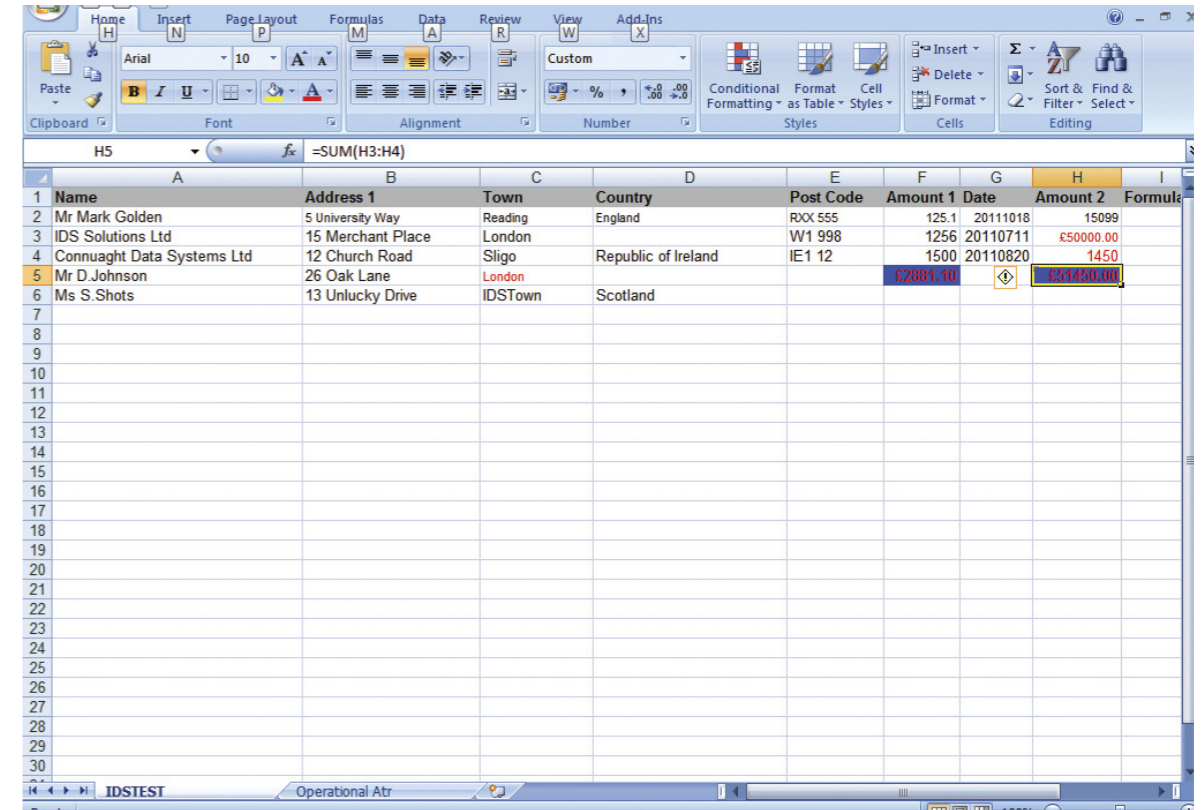 Home Insert Page Layout Formulas Data Review View Add-Ins
H N P M A R W X
Paste
Arial 10 A A Custom Insert Σ
B I U A % , .00 Delete
Conditional Formatting Format as Table Cell Styles Format Sort & Filter Find & Select
Clipboard Font Alignment Number Styles Cells Editing
H5 fx =SUM(H3:H4)
A B C D E F G H I
1 Name Address 1 Town Country Post Code Amount 1 Date Amount 2 Formula
2 Mr Mark Golden 5 University Way Reading England RXX 555 125.1 20111018 15099
3 IDS Solutions Ltd 15 Merchant Place London W1 998 1256 20110711 £50000.00
4 Connuaght Data Systems Ltd 12 Church Road Sligo Republic of Ireland IE1 12 1500 20110820 1450
5 Mr D.Johnson 26 Oak Lane London £2881.10 £51450.00
6 Ms S.Shots 13 Unlucky Drive IDSTown Scotland
7
8
9
10
11
12
13
14
15
16
17
18
19
20
21
22
23
24
25
26
27
28
29
30
IDSTEST Operational Atr